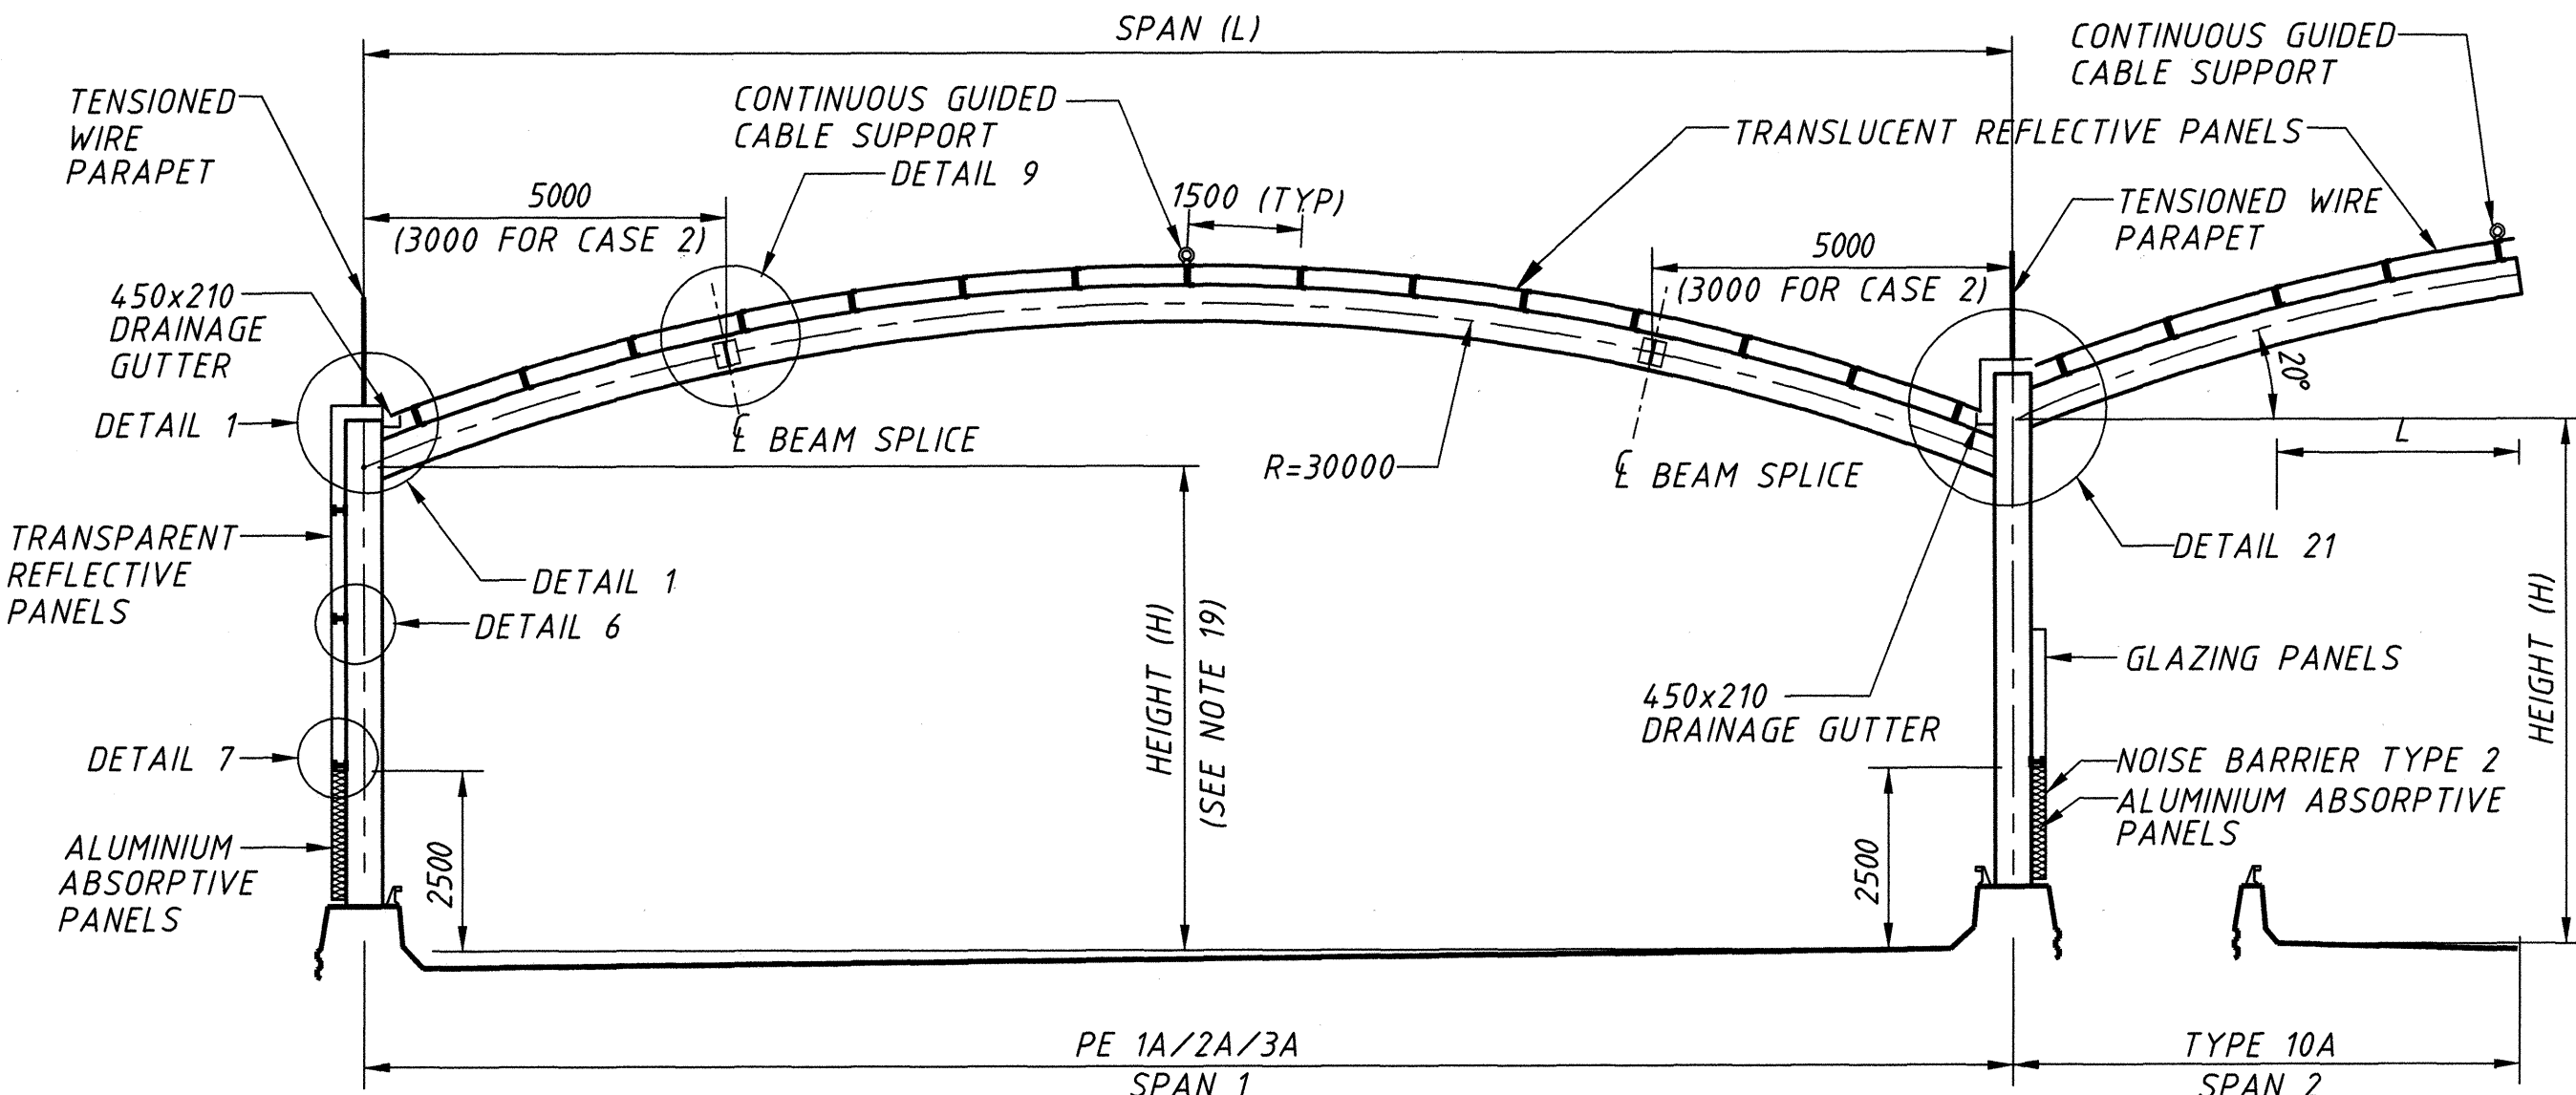 SPAN (L)
CONTINUOUS GUIDED
CABLE SUPPORT
TENSIONED
WIRE
PARAPET
CONTINUOUS GUIDED
CABLE SUPPORT
DETAIL 9
TRANSLUCENT REFLECTIVE PANELS
5000
(3000 FOR CASE 2)
1500 (TYP)
TENSIONED WIRE
PARAPET
5000
(3000 FOR CASE 2)
450x210
DRAINAGE
GUTTER
20°
DETAIL 1
℄ BEAM SPLICE
R=30000
℄ BEAM SPLICE
L
TRANSPARENT
REFLECTIVE
PANELS
DETAIL 1
DETAIL 6
DETAIL 21
HEIGHT (H)
(SEE NOTE 19)
HEIGHT (H)
GLAZING PANELS
450x210
DRAINAGE GUTTER
DETAIL 7
NOISE BARRIER TYPE 2
ALUMINIUM ABSORPTIVE
PANELS
ALUMINIUM
ABSORPTIVE
PANELS
2500
2500
PE 1A/2A/3A
SPAN 1
TYPE 10A
SPAN 2